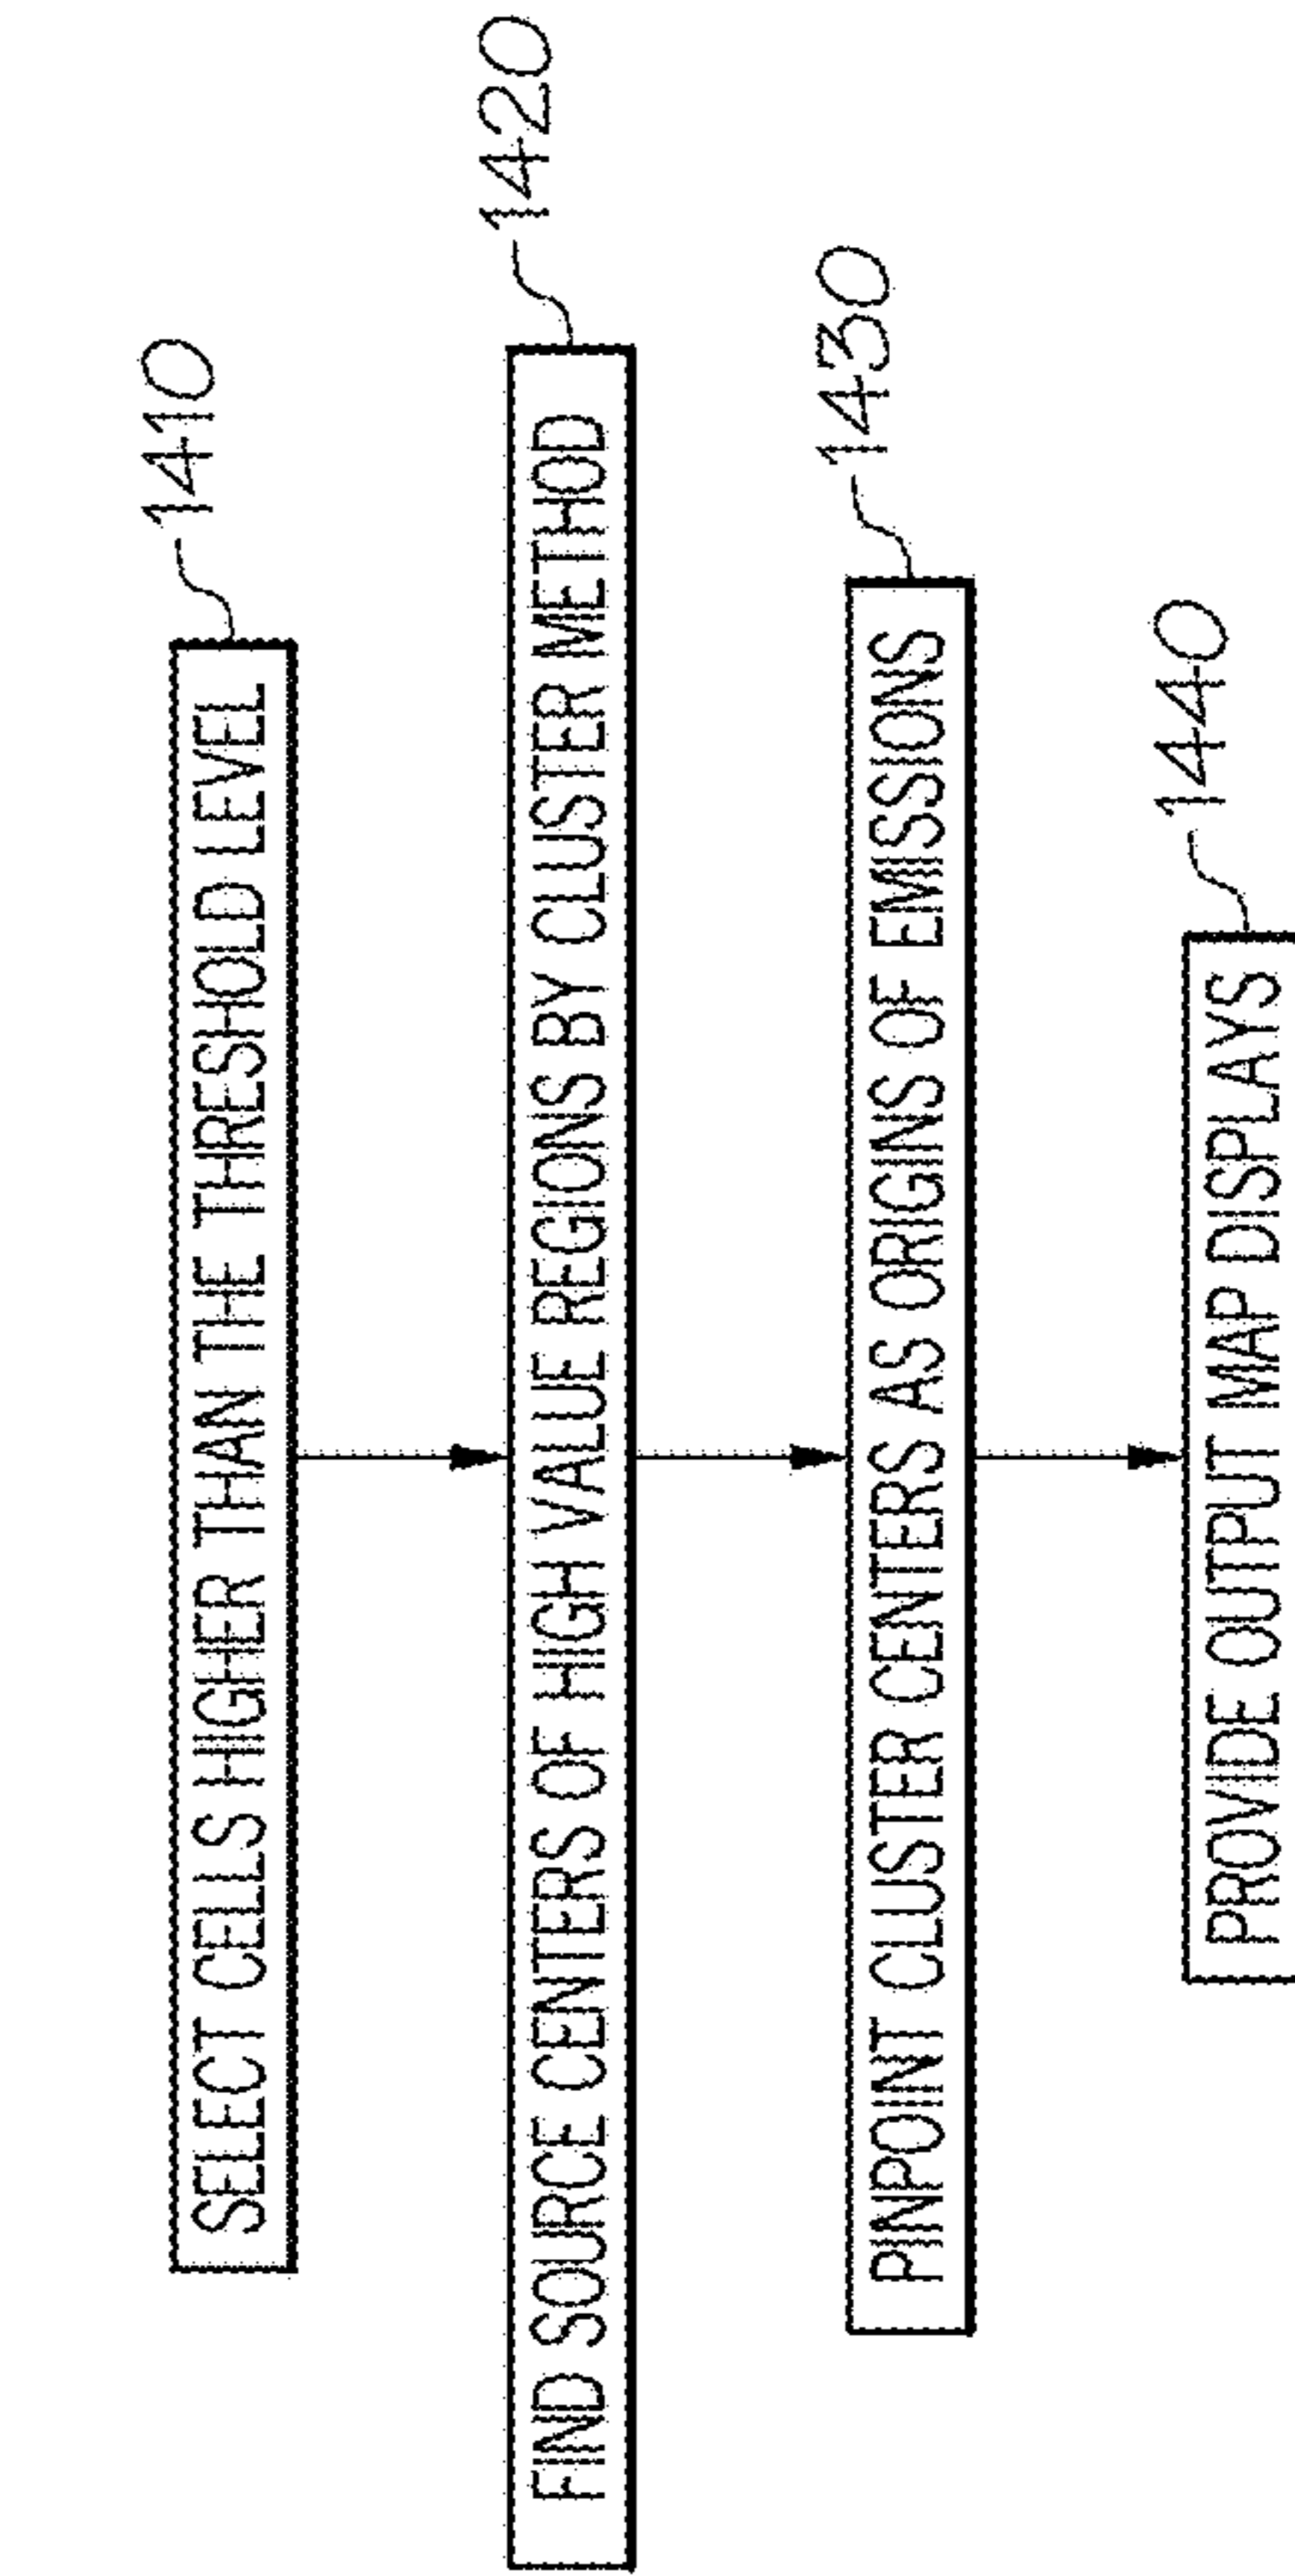 SELECT CELLS HIGHER THAN THE THRESHOLD LEVEL
1410
FIND SOURCE CENTERS OF HIGH VALUE REGIONS BY CLUSTER METHOD
1420
PINPOINT CLUSTER CENTERS AS ORIGINS OF EMISSIONS
1430
PROVIDE OUTPUT MAP DISPLAYS
1440